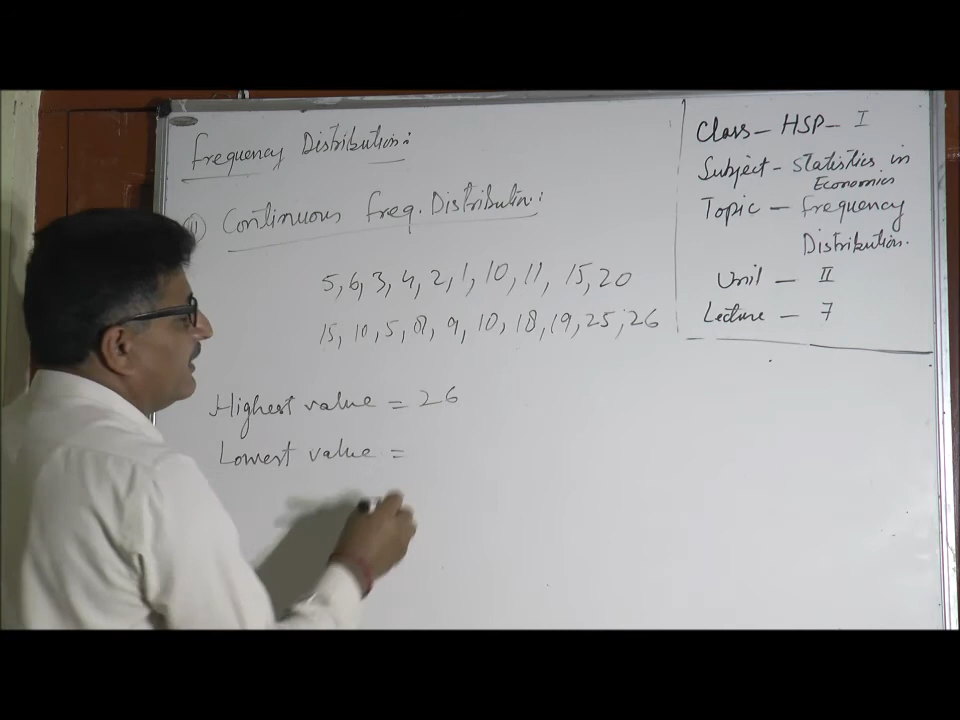 Frequency Distribution:
(ii) Continuous Freq. Distribution:
5, 6, 3, 4, 2, 1, 10, 11, 15, 20
15, 10, 5, 8, 9, 10, 18, 19, 25, 26
Highest value = 26
Lowest value =
Class - HSP - I
Subject - Statistics in
Economics
Topic - Frequency
Distribution.
Unit - II
Lecture - 7